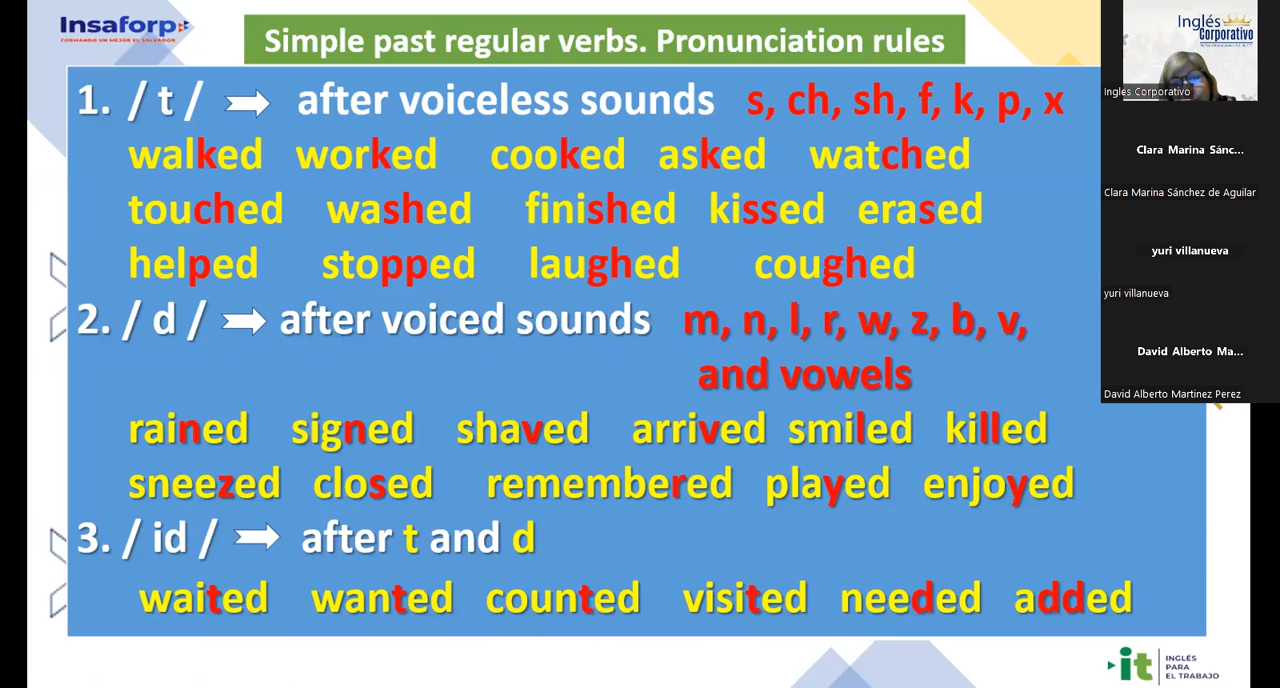 Insaforp
FORMANDO UN MEJOR EL SALVADOR
Simple past regular verbs. Pronunciation rules
1. / t / after voiceless sounds s, ch, sh, f, k, p, x
walked worked cooked asked watched
touched washed finished kissed erased
helped stopped laughed coughed
2. / d / after voiced sounds m, n, l, r, w, z, b, v,
and vowels
rained signed shaved arrived smiled killed
sneezed closed remembered played enjoyed
3. / id / after t and d
waited wanted counted visited needed added
it INGLÉS
PARA
EL TRABAJO
Inglés
Corporativo
Ingles Corporativo
Clara Marina Sánc...
Clara Marina Sánchez de Aguilar
yuri villanueva
yuri villanueva
David Alberto Ma...
David Alberto Martinez Perez